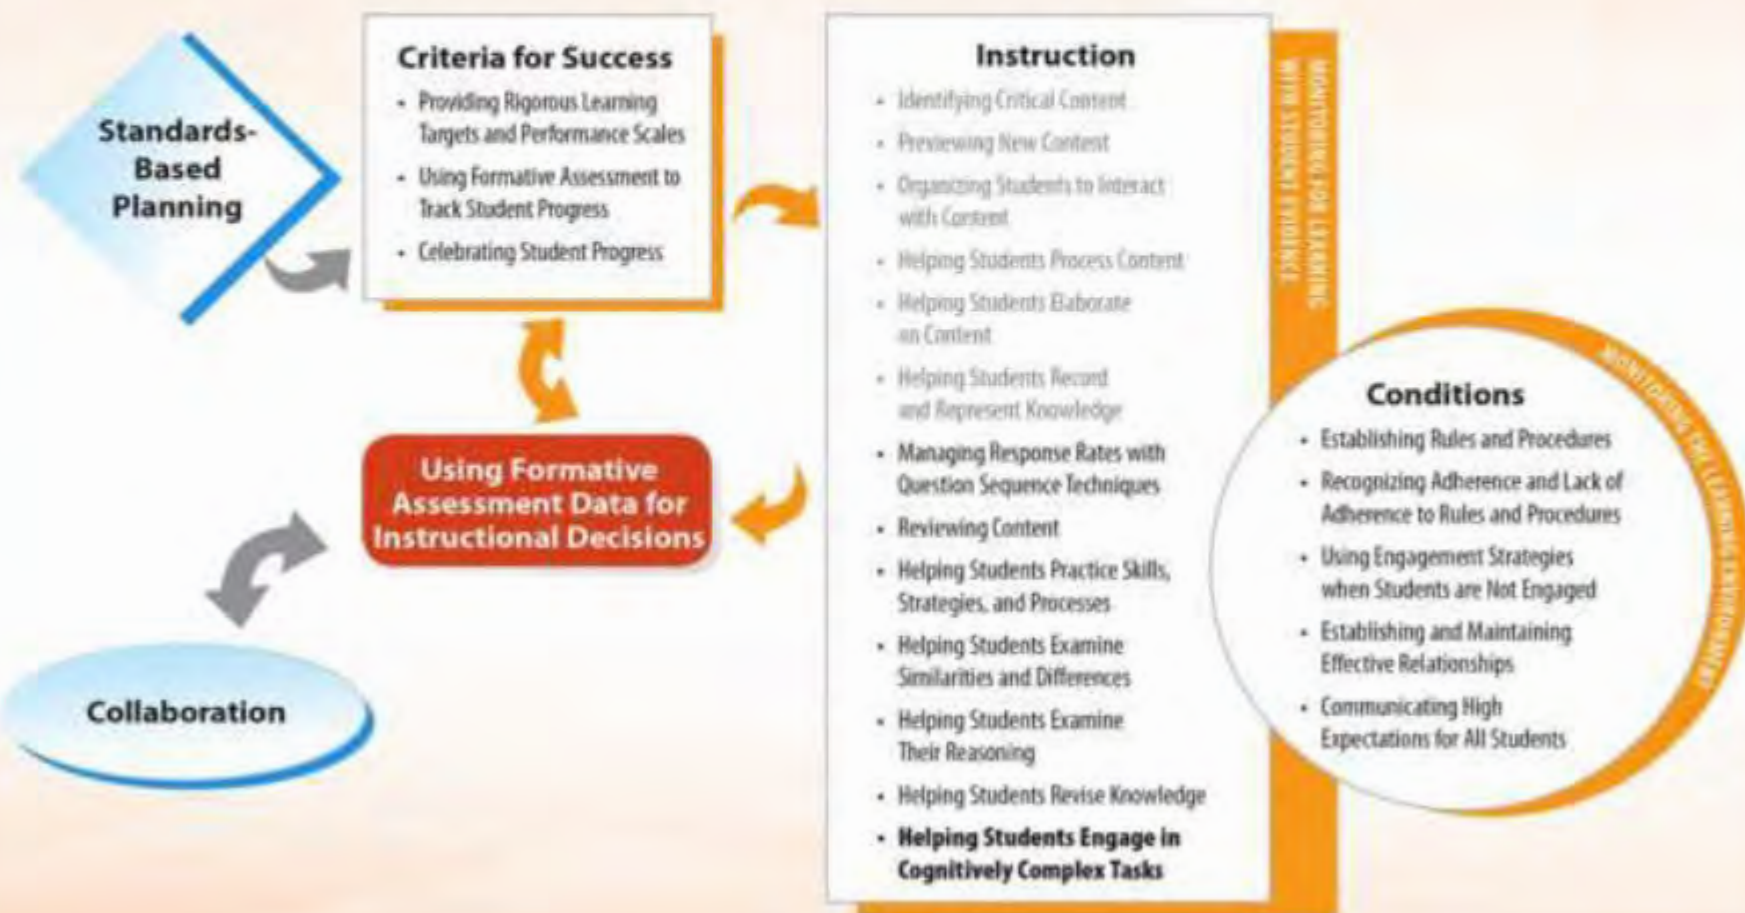 Standards-
Based
Planning
Criteria for Success
• Providing Rigorous Learning
Targets and Performance Scales
• Using Formative Assessment to
Track Student Progress
• Celebrating Student Progress
Using Formative
Assessment Data for
Instructional Decisions
Collaboration
Instruction
• Identifying Critical Content
• Previewing New Content
• Organizing Students to Interact
with Content
• Helping Students Process Content
• Helping Students Elaborate
on Content
• Helping Students Record
and Represent Knowledge
• Managing Response Rates with
Question Sequence Techniques
• Reviewing Content
• Helping Students Practice Skills,
Strategies, and Processes
• Helping Students Examine
Similarities and Differences
• Helping Students Examine
Their Reasoning
• Helping Students Revise Knowledge
• Helping Students Engage in
Cognitively Complex Tasks
MONITORING FOR LEARNING
WITH STUDENT EVIDENCE
Conditions
• Establishing Rules and Procedures
• Recognizing Adherence and Lack of
Adherence to Rules and Procedures
• Using Engagement Strategies
when Students are Not Engaged
• Establishing and Maintaining
Effective Relationships
• Communicating High
Expectations for All Students
MONITORING THE LEARNING ENVIRONMENT